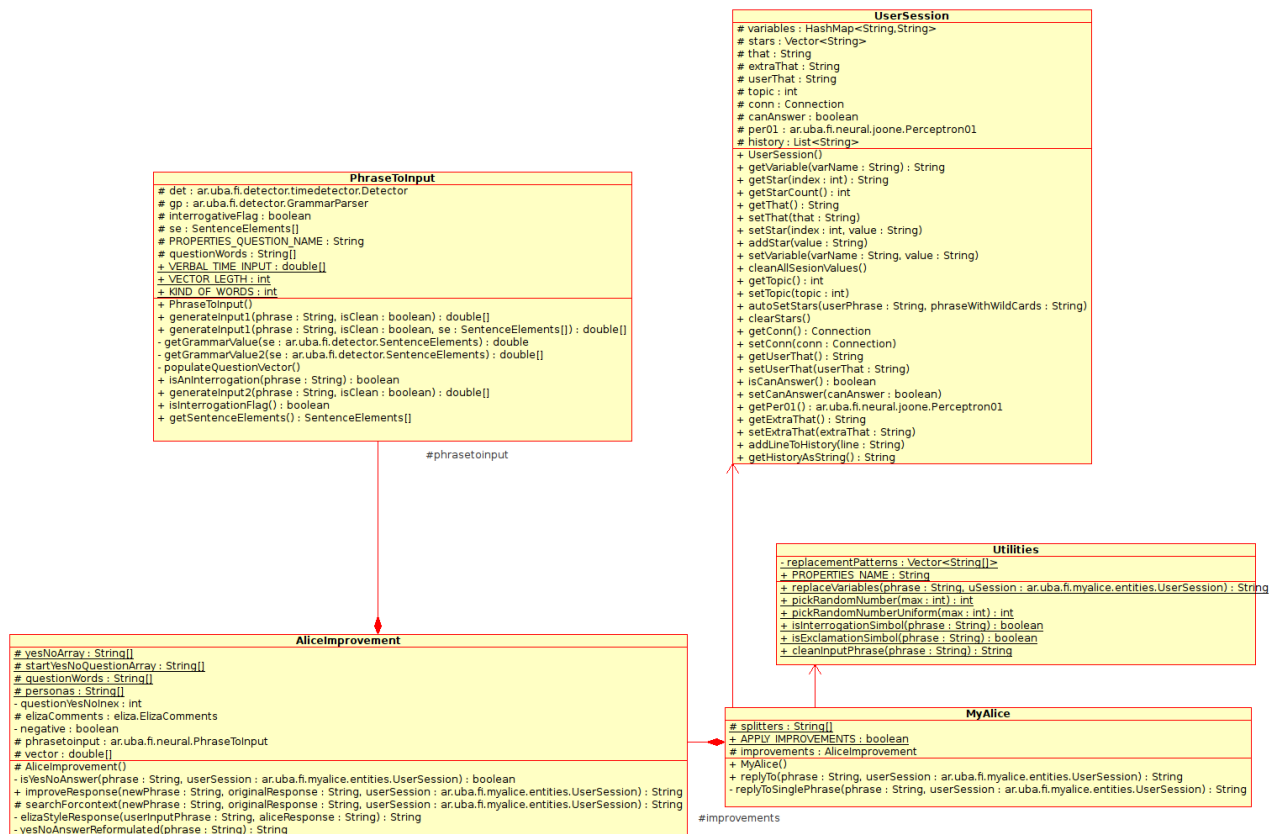 UserSession
# variables : HashMap<String,String>
# stars : Vector<String>
# that : String
# extraThat : String
# userThat : String
# topic : int
# conn : Connection
# canAnswer : boolean
# per01 : ar.uba.fi.neural.joone.Perceptron01
# history : List<String>
+ UserSession()
+ getVariable(varName : String) : String
+ getStar(index : int) : String
+ getStarCount() : int
+ getThat() : String
+ setThat(that : String)
+ setStar(index : int, value : String)
+ addStar(value : String)
+ setVariable(varName : String, value : String)
+ cleanAllSesionValues()
+ getTopic() : int
+ setTopic(topic : int)
+ autoSetStars(userPhrase : String, phraseWithWildCards : String)
+ clearStars()
+ getConn() : Connection
+ setConn(conn : Connection)
+ getUserThat() : String
+ setUserThat(userThat : String)
+ isCanAnswer() : boolean
+ setCanAnswer(canAnswer : boolean)
+ getPer01() : ar.uba.fi.neural.joone.Perceptron01
+ getExtraThat() : String
+ setExtraThat(extraThat : String)
+ addLineToHistory(line : String)
+ getHistoryAsString() : String
PhraseToInput
# det : ar.uba.fi.detector.timedetector.Detector
# gp : ar.uba.fi.detector.GrammarParser
# interrogativeFlag : boolean
# se : SentenceElements[]
# PROPERTIES_QUESTION_NAME : String
# questionWords : String[]
+ VERBAL_TIME_INPUT : double[]
+ VECTOR_LEGTH : int
+ KIND_OF_WORDS : int
+ PhraseToInput()
+ generateInput1(phrase : String, isClean : boolean) : double[]
+ generateInput1(phrase : String, isClean : boolean, se : SentenceElements[]) : double[]
- getGrammarValue(se : ar.uba.fi.detector.SentenceElements) : double
- getGrammarValue2(se : ar.uba.fi.detector.SentenceElements) : double[]
- populateQuestionVector()
+ isAnInterrogation(phrase : String) : boolean
+ generateInput2(phrase : String, isClean : boolean) : double[]
+ isInterrogationFlag() : boolean
+ getSentenceElements() : SentenceElements[]
#phrasetoinput
Utilities
- replacementPatterns : Vector<String[]>
+ PROPERTIES_NAME : String
+ replaceVariables(phrase : String, uSession : ar.uba.fi.myalice.entities.UserSession) : String
+ pickRandomNumber(max : int) : int
+ pickRandomNumberUniform(max : int) : int
+ isInterrogationSimbol(phrase : String) : boolean
+ isExclamationSimbol(phrase : String) : boolean
+ cleanInputPhrase(phrase : String) : String
AliceImprovement
# yesNoArray : String[]
# startYesNoQuestionArray : String[]
# questionWords : String[]
# personas : String[]
- questionYesNoInex : int
# elizaComments : eliza.ElizaComments
- negative : boolean
# phrasetoinput : ar.uba.fi.neural.PhraseToInput
# vector : double[]
# AliceImprovement()
- isYesNoAnswer(phrase : String, userSession : ar.uba.fi.myalice.entities.UserSession) : boolean
+ improveResponse(newPhrase : String, originalResponse : String, userSession : ar.uba.fi.myalice.entities.UserSession) : String
# searchForcontext(newPhrase : String, originalResponse : String, userSession : ar.uba.fi.myalice.entities.UserSession) : String
- elizaStyleResponse(userInputPhrase : String, aliceResponse : String) : String
- yesNoAnswerReformulated(phrase : String) : String
MyAlice
# splitters : String[]
+ APPLY_IMPROVEMENTS : boolean
# improvements : AliceImprovement
+ MyAlice()
+ replyTo(phrase : String, userSession : ar.uba.fi.myalice.entities.UserSession) : String
- replyToSinglePhrase(phrase : String, userSession : ar.uba.fi.myalice.entities.UserSession) : String
#improvements